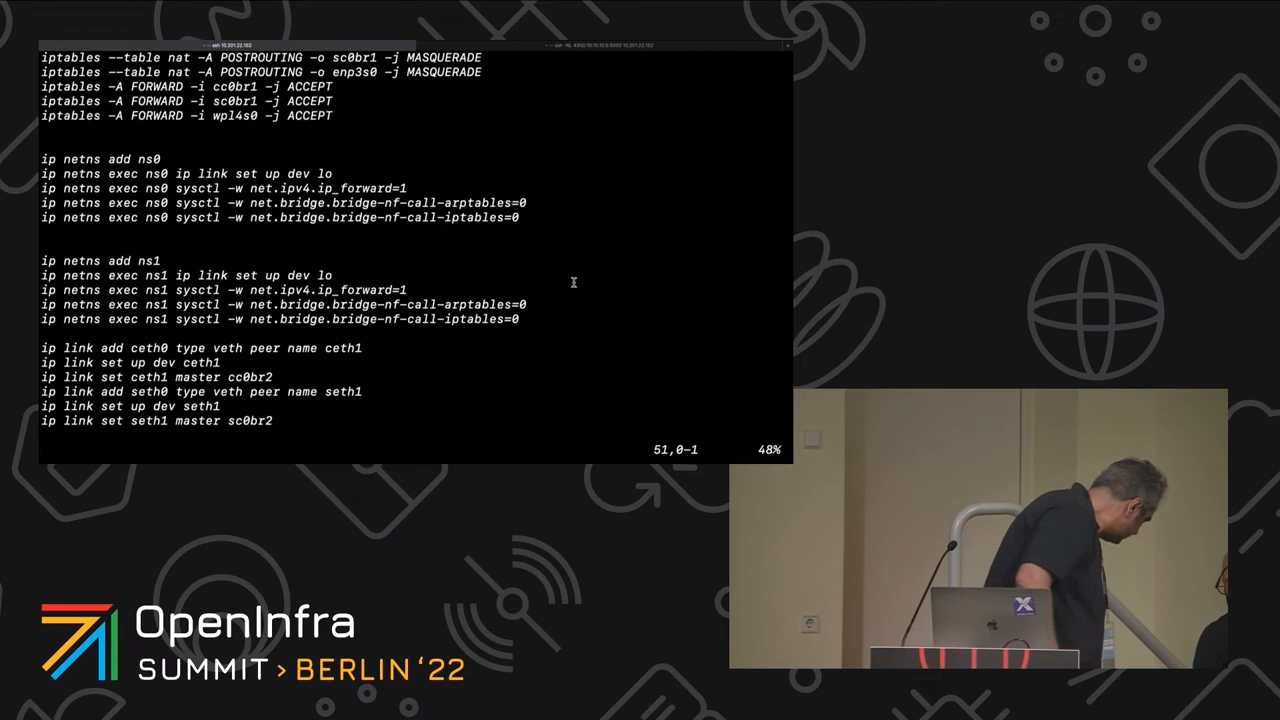 -- ssh 10.201.22.152
iptables --table nat -A POSTROUTING -o sc0br1 -j MASQUERADE
iptables --table nat -A POSTROUTING -o enp3s0 -j MASQUERADE
iptables -A FORWARD -i cc0br1 -j ACCEPT
iptables -A FORWARD -i sc0br1 -j ACCEPT
iptables -A FORWARD -i wpl4s0 -j ACCEPT
ip netns add ns0
ip netns exec ns0 ip link set up dev lo
ip netns exec ns0 sysctl -w net.ipv4.ip_forward=1
ip netns exec ns0 sysctl -w net.bridge.bridge-nf-call-arptables=0
ip netns exec ns0 sysctl -w net.bridge.bridge-nf-call-iptables=0
ip netns add ns1
ip netns exec ns1 ip link set up dev lo
ip netns exec ns1 sysctl -w net.ipv4.ip_forward=1
ip netns exec ns1 sysctl -w net.bridge.bridge-nf-call-arptables=0
ip netns exec ns1 sysctl -w net.bridge.bridge-nf-call-iptables=0
ip link add ceth0 type veth peer name ceth1
ip link set up dev ceth1
ip link set ceth1 master cc0br2
ip link add seth0 type veth peer name seth1
ip link set up dev seth1
ip link set seth1 master sc0br2
51,0-1 48%
OpenInfra
SUMMIT > BERLIN '22